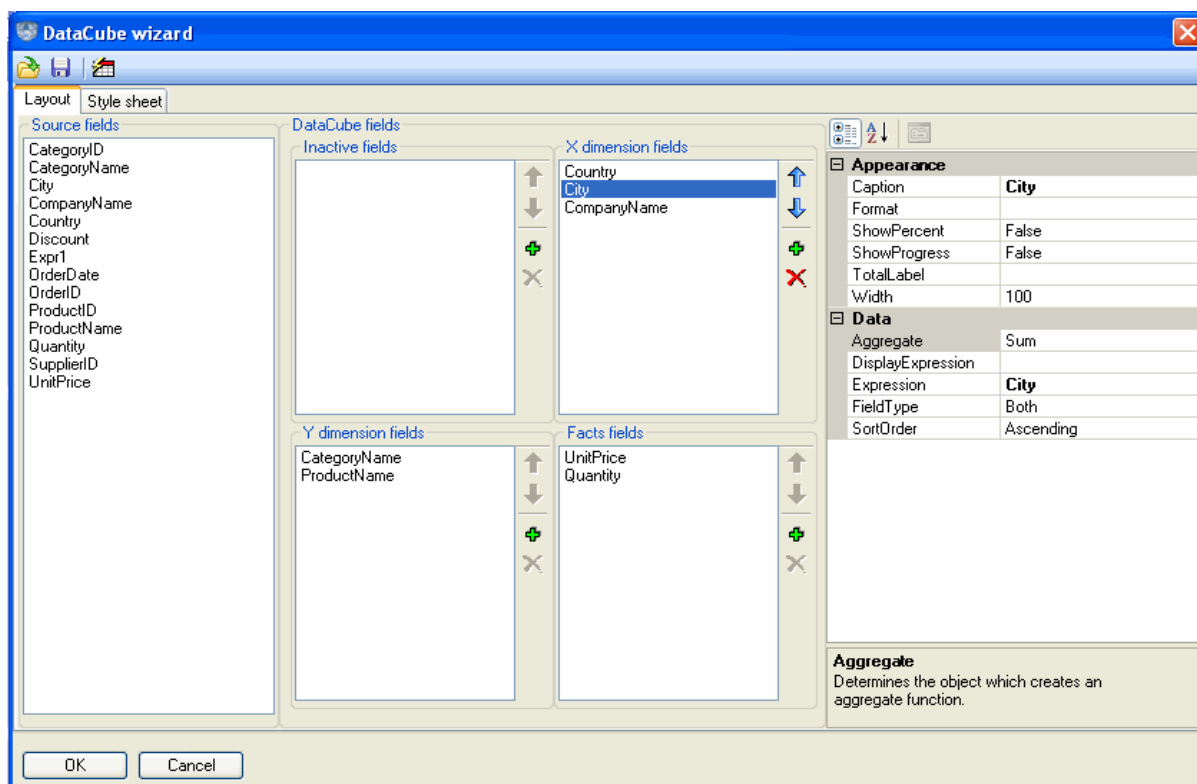 DataCube wizard
Layout
Style sheet
Source fields
CategoryID
CategoryName
City
CompanyName
Country
Discount
Expr1
OrderDate
OrderID
ProductID
ProductName
Quantity
SupplierID
UnitPrice
DataCube fields
Inactive fields
X dimension fields
Country
City
CompanyName
Y dimension fields
CategoryName
ProductName
Facts fields
UnitPrice
Quantity
Appearance
Caption City
Format
ShowPercent False
ShowProgress False
TotalLabel
Width 100
Data
Aggregate Sum
DisplayExpression
Expression City
FieldType Both
SortOrder Ascending
Aggregate
Determines the object which creates an
aggregate function.
OK
Cancel